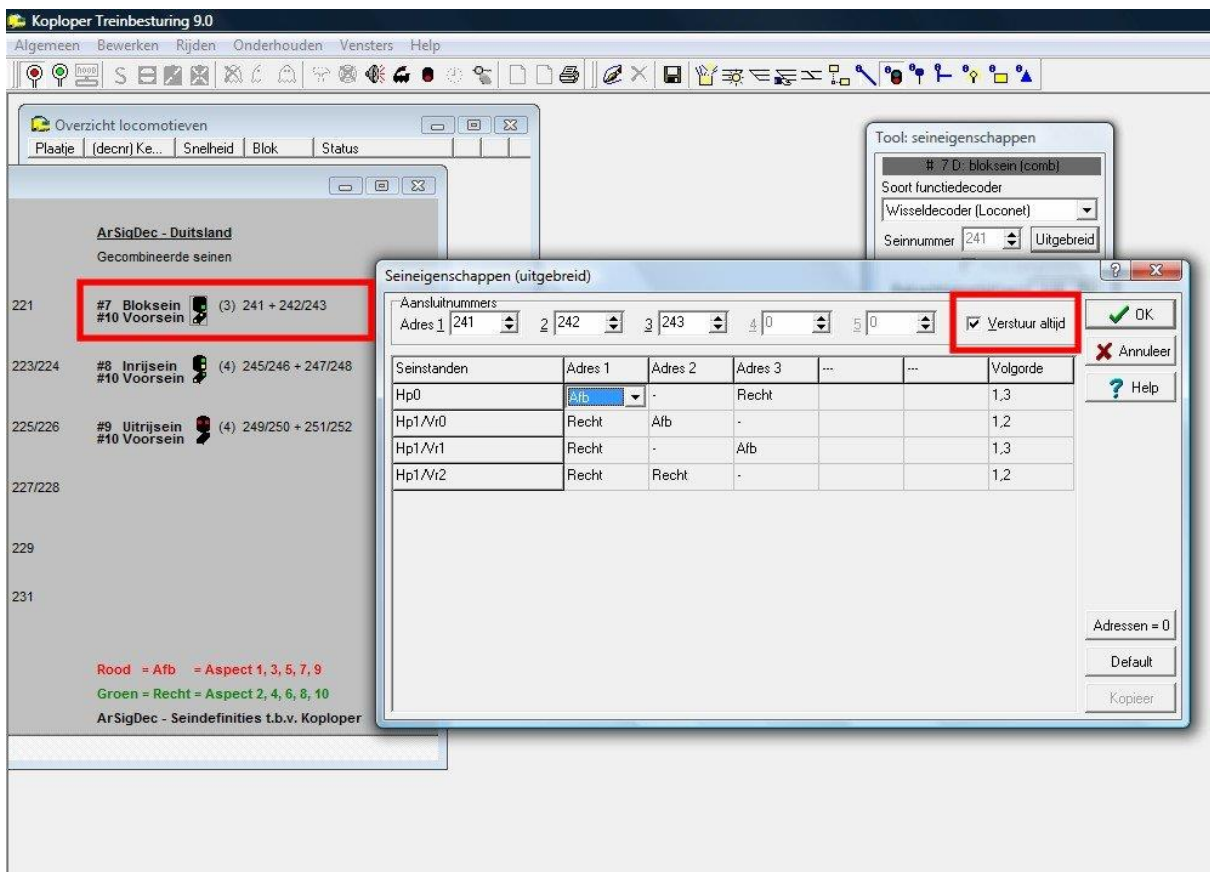 Koploper Treinbesturing 9.0
Algemeen Bewerken Rijden Onderhouden Vensters Help
Overzicht locomotieven
Plaatje (decnr) Ke... Snelheid Blok Status
Tool: seineigenschappen
# 7 D: bloksein (comb)
Soort functiedecoder
Wisseldecoder (Loconet)
Seinnummer 241 Uitgebreid
ArSigDec - Duitsland
Gecombineerde seinen
221 #7 Bloksein (3) 241 + 242/243
#10 Voorsein
223/224 #8 Inrijsein (4) 245/246 + 247/248
#10 Voorsein
225/226 #9 Uitrijsein (4) 249/250 + 251/252
#10 Voorsein
227/228
229
231
Rood = Afb = Aspect 1, 3, 5, 7, 9
Groen = Recht = Aspect 2, 4, 6, 8, 10
ArSigDec - Seindefinities t.b.v. Koploper
Seineigenschappen (uitgebreid)
Aansluitnummers
Adres 1 241 2 242 3 243 4 0 5 0 Verstuur altijd
Seinstanden Adres 1 Adres 2 Adres 3 --- --- Volgorde
Hp0 Afb - Recht 1,3
Hp1/Vr0 Recht Afb - 1,2
Hp1/Vr1 Recht - Afb 1,3
Hp1/Vr2 Recht Recht - 1,2
OK
Annuleer
Help
Adressen = 0
Default
Kopieer